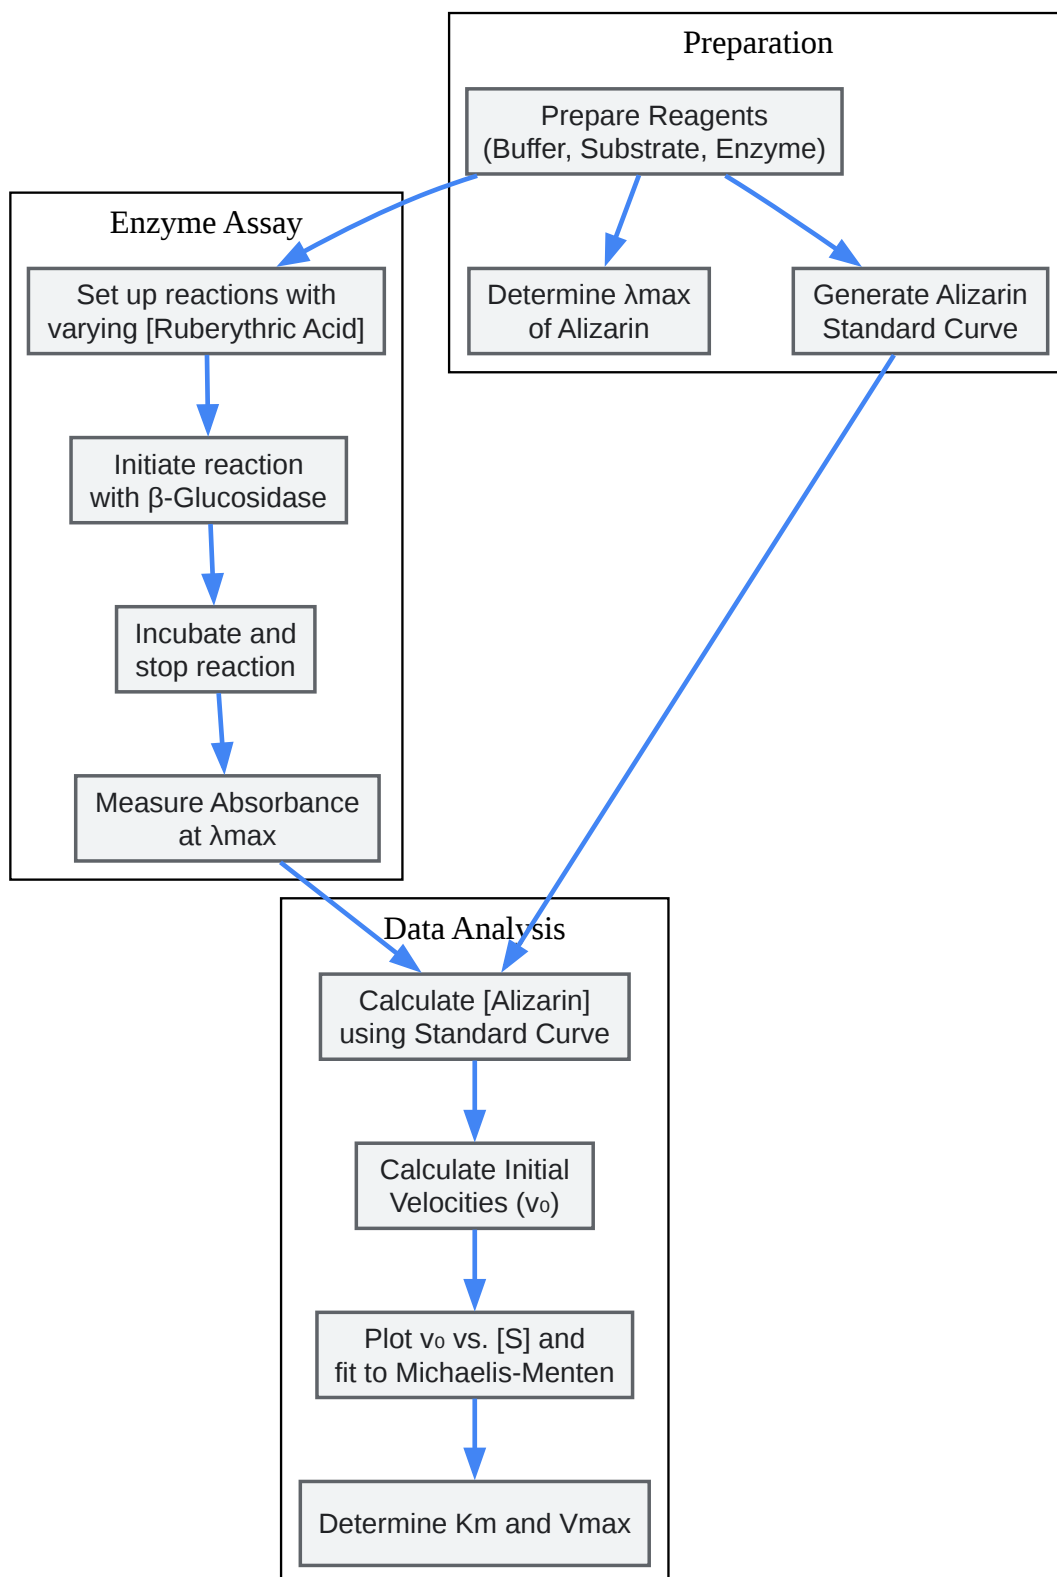 Preparation
Prepare Reagents
(Buffer, Substrate, Enzyme)
Determine λmax
of Alizarin
Generate Alizarin
Standard Curve
Enzyme Assay
Set up reactions with
varying [Ruberythric Acid]
Initiate reaction
with β-Glucosidase
Incubate and
stop reaction
Measure Absorbance
at λmax
Data Analysis
Calculate [Alizarin]
using Standard Curve
Calculate Initial
Velocities (v₀)
Plot v₀ vs. [S] and
fit to Michaelis-Menten
Determine Km and Vmax